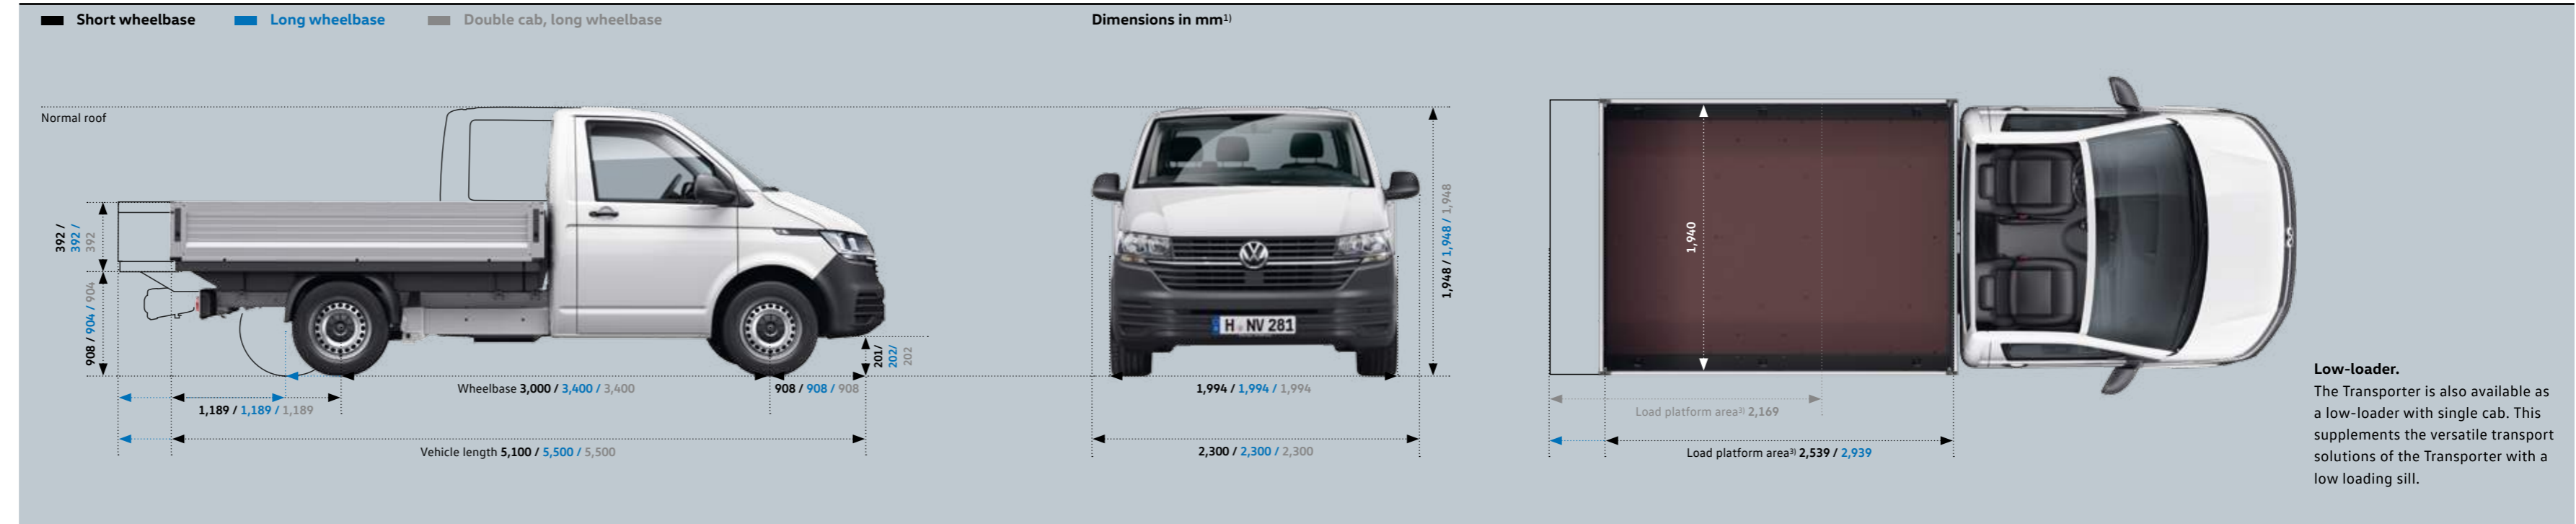 Short wheelbase
Long wheelbase
Double cab, long wheelbase
Dimensions in mm1)
Normal roof
392 /
392 /
392
908 / 904 / 904
201/
202/
202
Wheelbase 3,000 / 3,400 / 3,400
908 / 908 / 908
1,189 / 1,189 / 1,189
Vehicle length 5,100 / 5,500 / 5,500
H NV 281
1,948 / 1,948 / 1,948
1,994 / 1,994 / 1,994
2,300 / 2,300 / 2,300
1,940
Load platform area3) 2,169
Load platform area3) 2,539 / 2,939
Low-loader.
The Transporter is also available as
a low-loader with single cab. This
supplements the versatile transport
solutions of the Transporter with a
low loading sill.